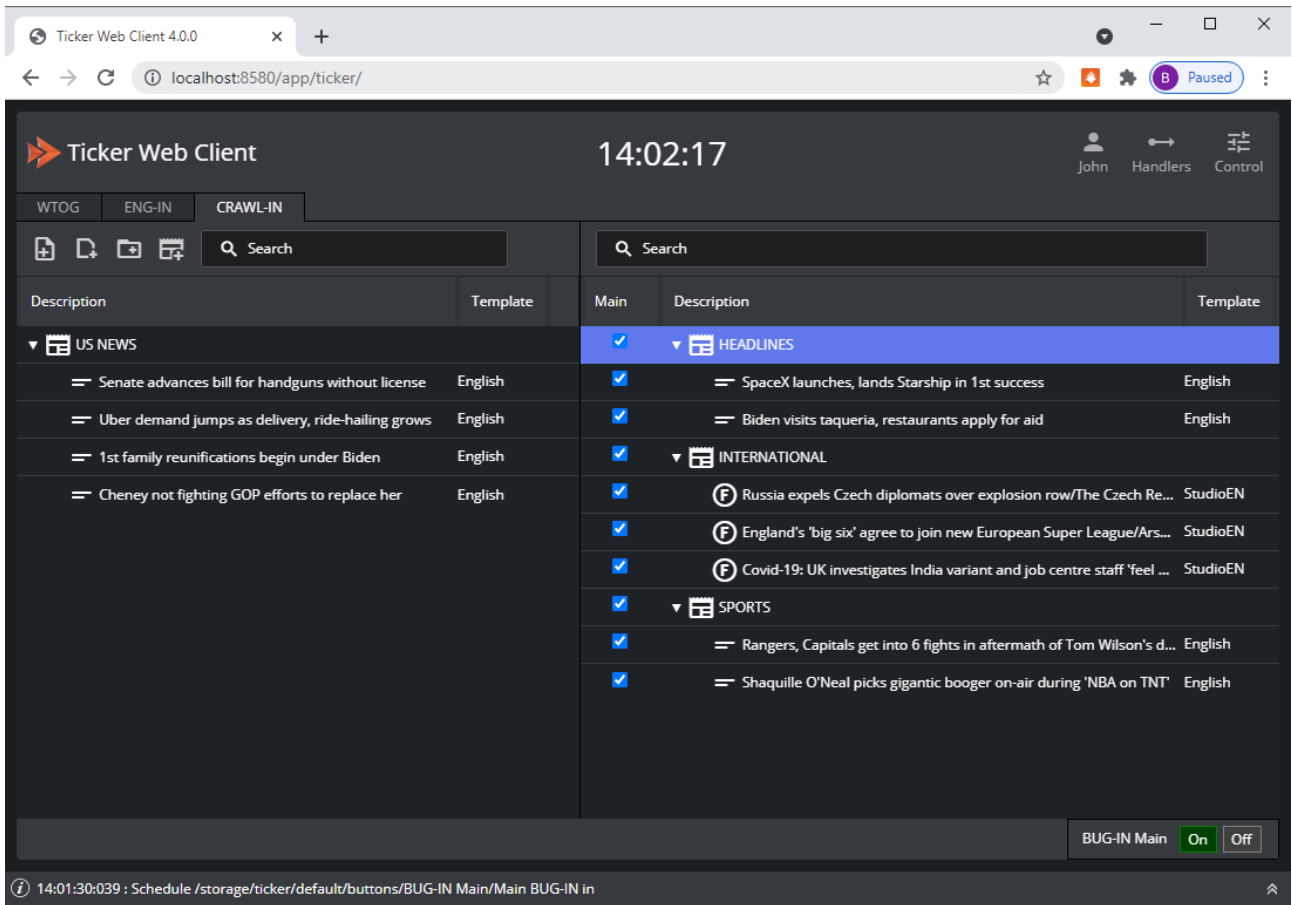 Ticker Web Client 4.0.0
localhost:8580/app/ticker/
B Paused
Ticker Web Client
14:02:17
John Handlers Control
WTOG ENG-IN CRAWL-IN
Search
Search
Description Template
Main Description Template
US NEWS
Senate advances bill for handguns without license English
Uber demand jumps as delivery, ride-hailing grows English
1st family reunifications begin under Biden English
Cheney not fighting GOP efforts to replace her English
HEADLINES
SpaceX launches, lands Starship in 1st success English
Biden visits taqueria, restaurants apply for aid English
INTERNATIONAL
F Russia expels Czech diplomats over explosion row/The Czech Re... StudioEN
F England's 'big six' agree to join new European Super League/Ars... StudioEN
F Covid-19: UK investigates India variant and job centre staff 'feel ... StudioEN
SPORTS
Rangers, Capitals get into 6 fights in aftermath of Tom Wilson's d... English
Shaquille O'Neal picks gigantic booger on-air during 'NBA on TNT' English
BUG-IN Main On Off
14:01:30:039 : Schedule /storage/ticker/default/buttons/BUG-IN Main/Main BUG-IN in